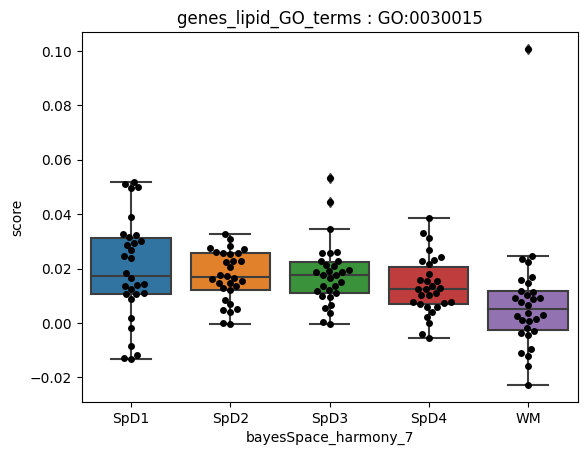 genes_lipid_GO_terms : GO:0030015
0.10
0.08
0.06
0.04
0.02
0.00
−0.02
score
SpD1 SpD2 SpD3 SpD4 WM
bayesSpace_harmony_7